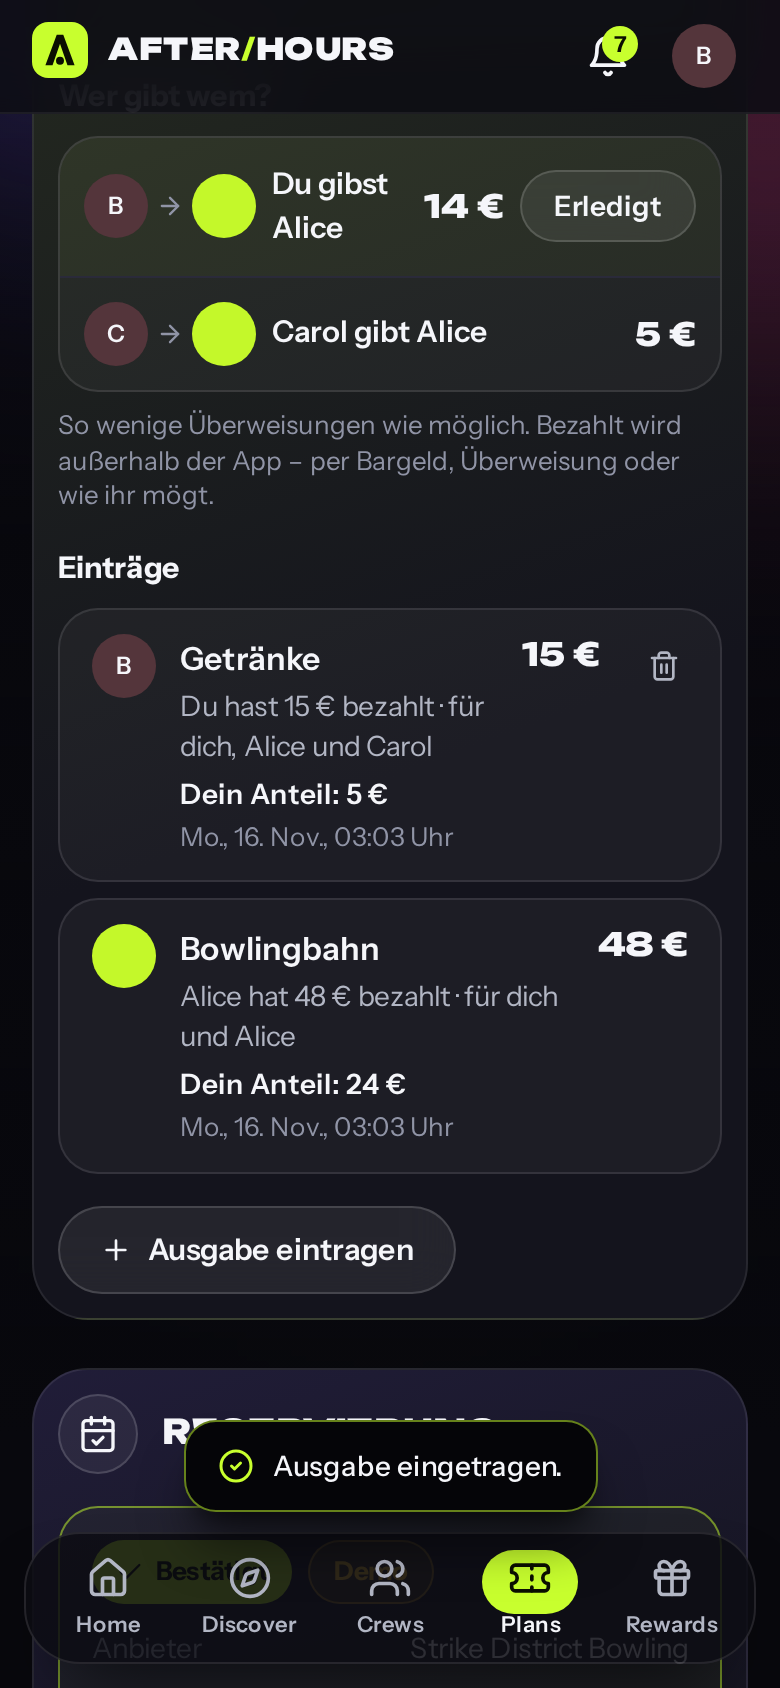 AFTER/HOURS
7
B
Wer gibt wem?
B
Du gibst
Alice
14 €
Erledigt
C
Carol gibt Alice
5 €
So wenige Überweisungen wie möglich. Bezahlt wird
außerhalb der App – per Bargeld, Überweisung oder
wie ihr mögt.
Einträge
B
Getränke
15 €
Du hast 15 € bezahlt · für
dich, Alice und Carol
Dein Anteil: 5 €
Mo., 16. Nov., 03:03 Uhr
Bowlingbahn
48 €
Alice hat 48 € bezahlt · für dich
und Alice
Dein Anteil: 24 €
Mo., 16. Nov., 03:03 Uhr
+ Ausgabe eintragen
Ausgabe eingetragen.
Home
Discover
Crews
Plans
Rewards
Anbieter
Strike District Bowling